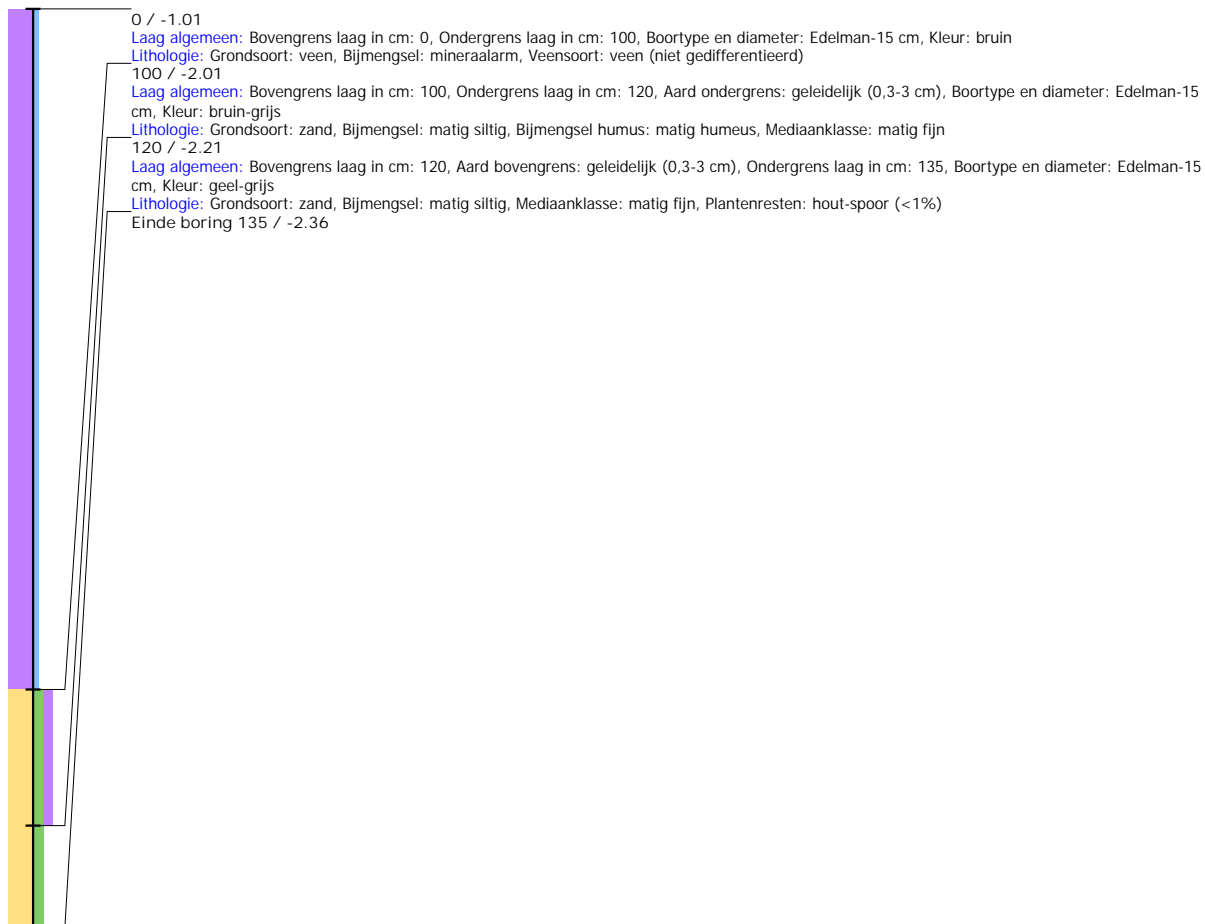 0 / -1.01
Laag algemeen: Bovengrens laag in cm: 0, Ondergrens laag in cm: 100, Boortype en diameter: Edelman-15 cm, Kleur: bruin
Lithologie: Grondsoort: veen, Bijmengsel: mineraalarm, Veensoort: veen (niet gedifferentieerd)
100 / -2.01
Laag algemeen: Bovengrens laag in cm: 100, Ondergrens laag in cm: 120, Aard ondergrens: geleidelijk (0,3-3 cm), Boortype en diameter: Edelman-15
cm, Kleur: bruin-grijs
Lithologie: Grondsoort: zand, Bijmengsel: matig siltig, Bijmengsel humus: matig humeus, Mediaanklasse: matig fijn
120 / -2.21
Laag algemeen: Bovengrens laag in cm: 120, Aard bovengrens: geleidelijk (0,3-3 cm), Ondergrens laag in cm: 135, Boortype en diameter: Edelman-15
cm, Kleur: geel-grijs
Lithologie: Grondsoort: zand, Bijmengsel: matig siltig, Mediaanklasse: matig fijn, Plantenresten: hout-spoor (<1%)
Einde boring 135 / -2.36